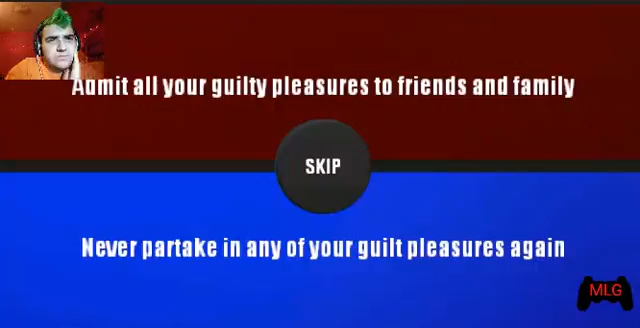 Admit all your guilty pleasures to friends and family
SKIP
Never partake in any of your guilt pleasures again
MLG